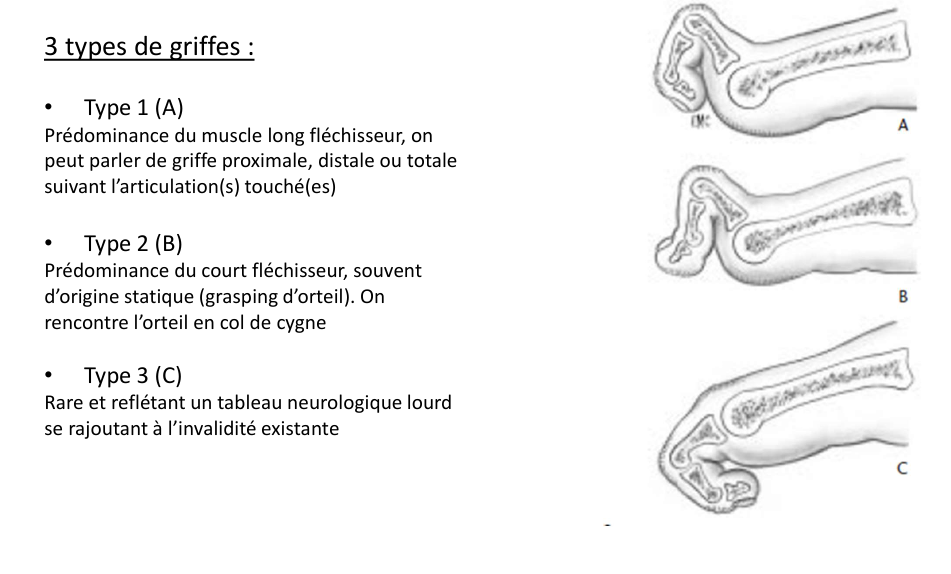 3 types de griffes :
• Type 1 (A)
Prédominance du muscle long fléchisseur, on
peut parler de griffe proximale, distale ou totale
suivant l’articulation(s) touché(es)
• Type 2 (B)
Prédominance du court fléchisseur, souvent
d’origine statique (grasping d’orteil). On
rencontre l’orteil en col de cygne
• Type 3 (C)
Rare et reflétant un tableau neurologique lourd
se rajoutant à l’invalidité existante
EMC
A
B
C